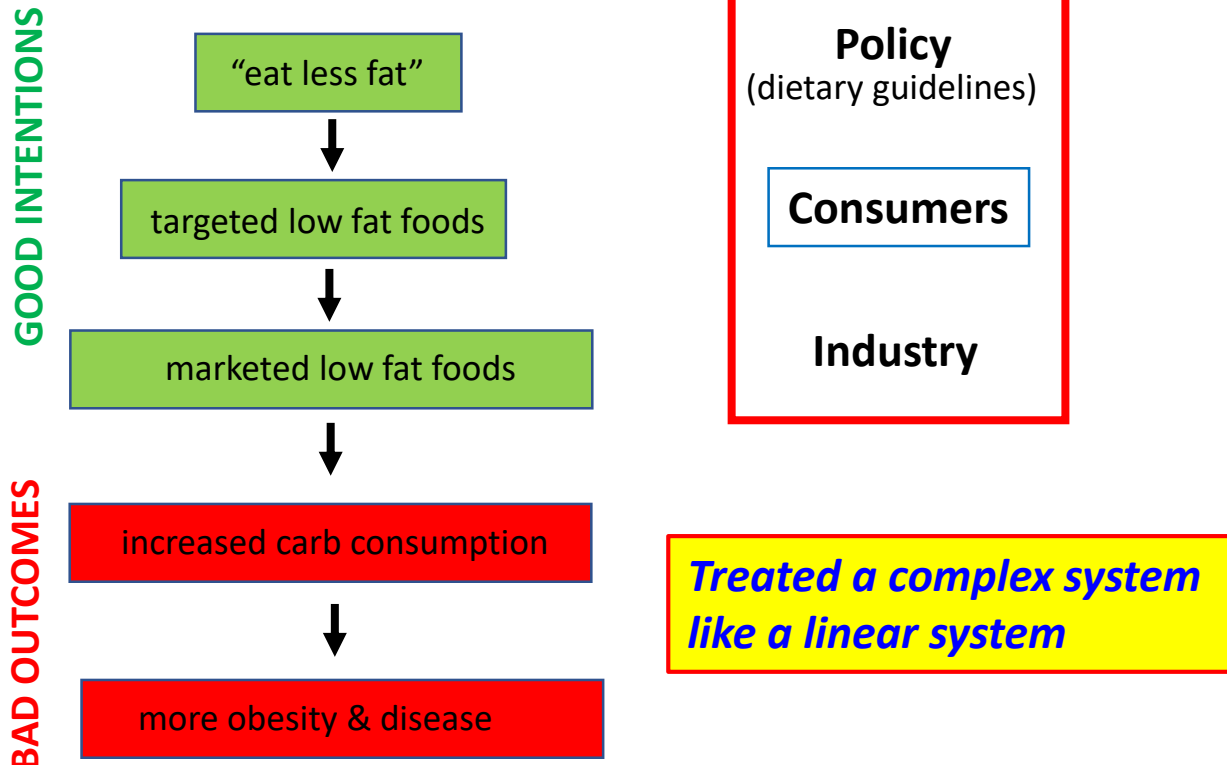 GOOD INTENTIONS
“eat less fat”
targeted low fat foods
marketed low fat foods
BAD OUTCOMES
increased carb consumption
more obesity & disease
Policy
(dietary guidelines)
Consumers
Industry
Treated a complex system
like a linear system